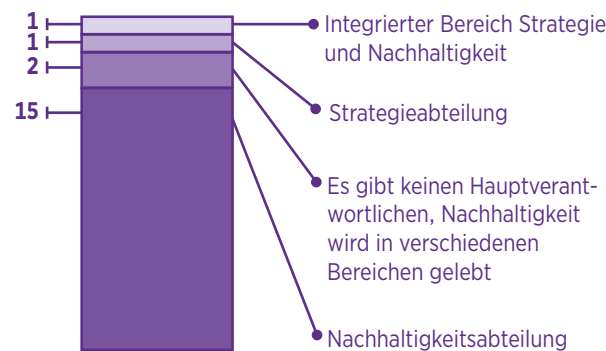 1
1
2
15
Integrierter Bereich Strategie
und Nachhaltigkeit
Strategieabteilung
Es gibt keinen Hauptverant-
wortlichen, Nachhaltigkeit
wird in verschiedenen
Bereichen gelebt
Nachhaltigkeitsabteilung